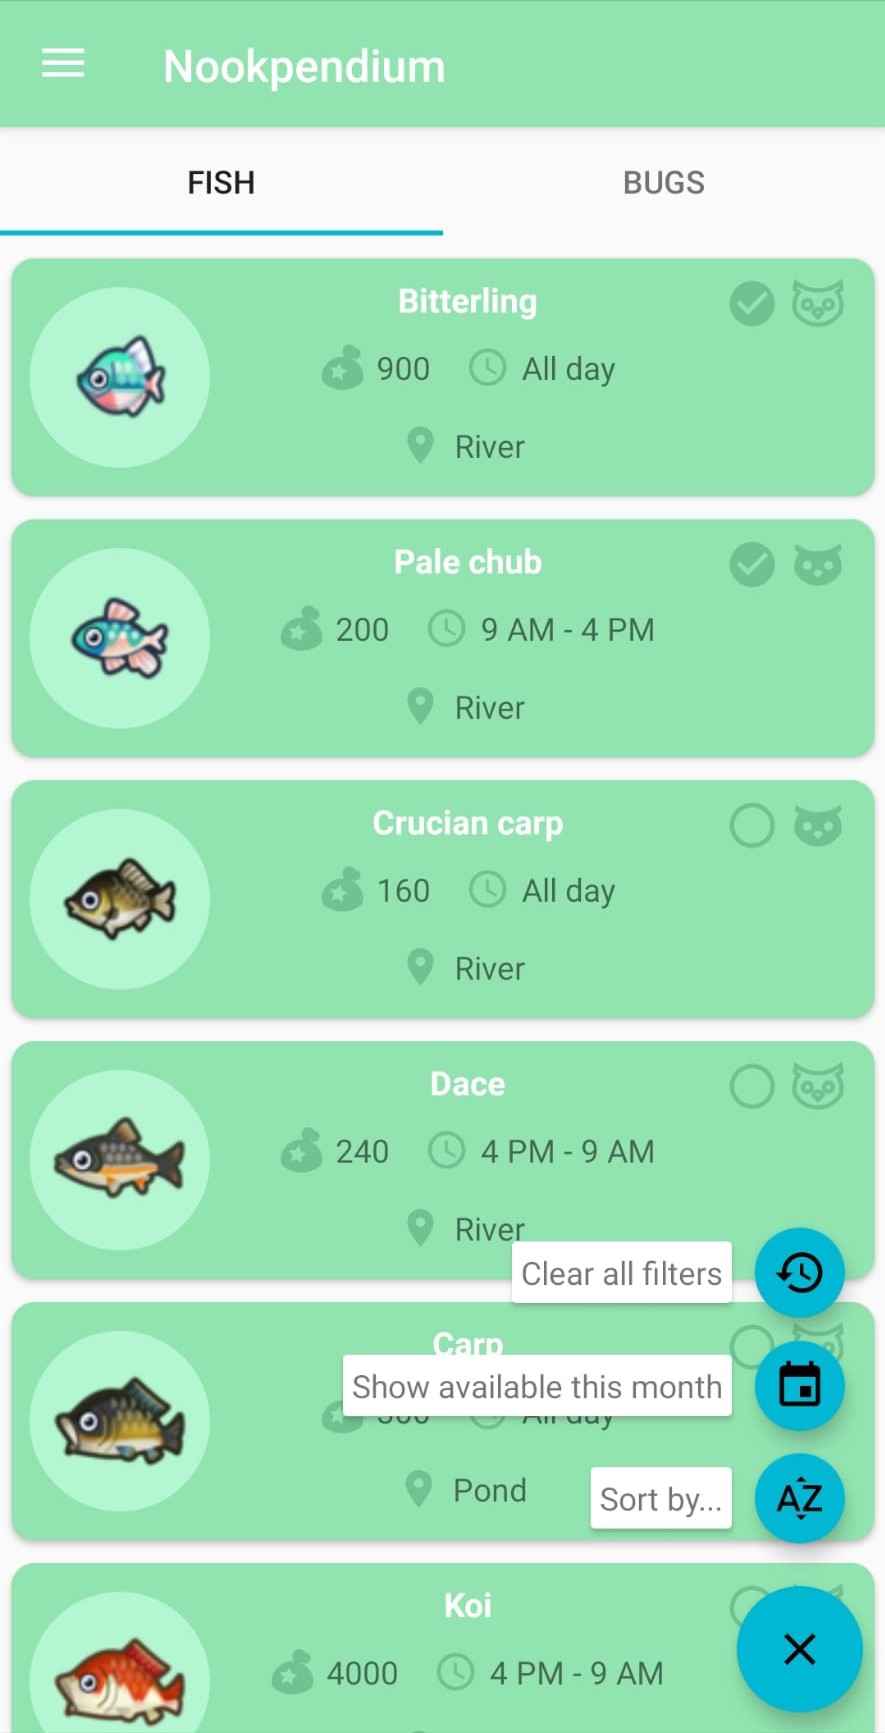 Nookpendium
FISH
BUGS
Bitterling
900 All day
River
Pale chub
200 9 AM - 4 PM
River
Crucian carp
160 All day
River
Dace
240 4 PM - 9 AM
River
Clear all filters
Carp
Show available this month
All day
Pond
Sort by...
AZ
Koi
4000 4 PM - 9 AM